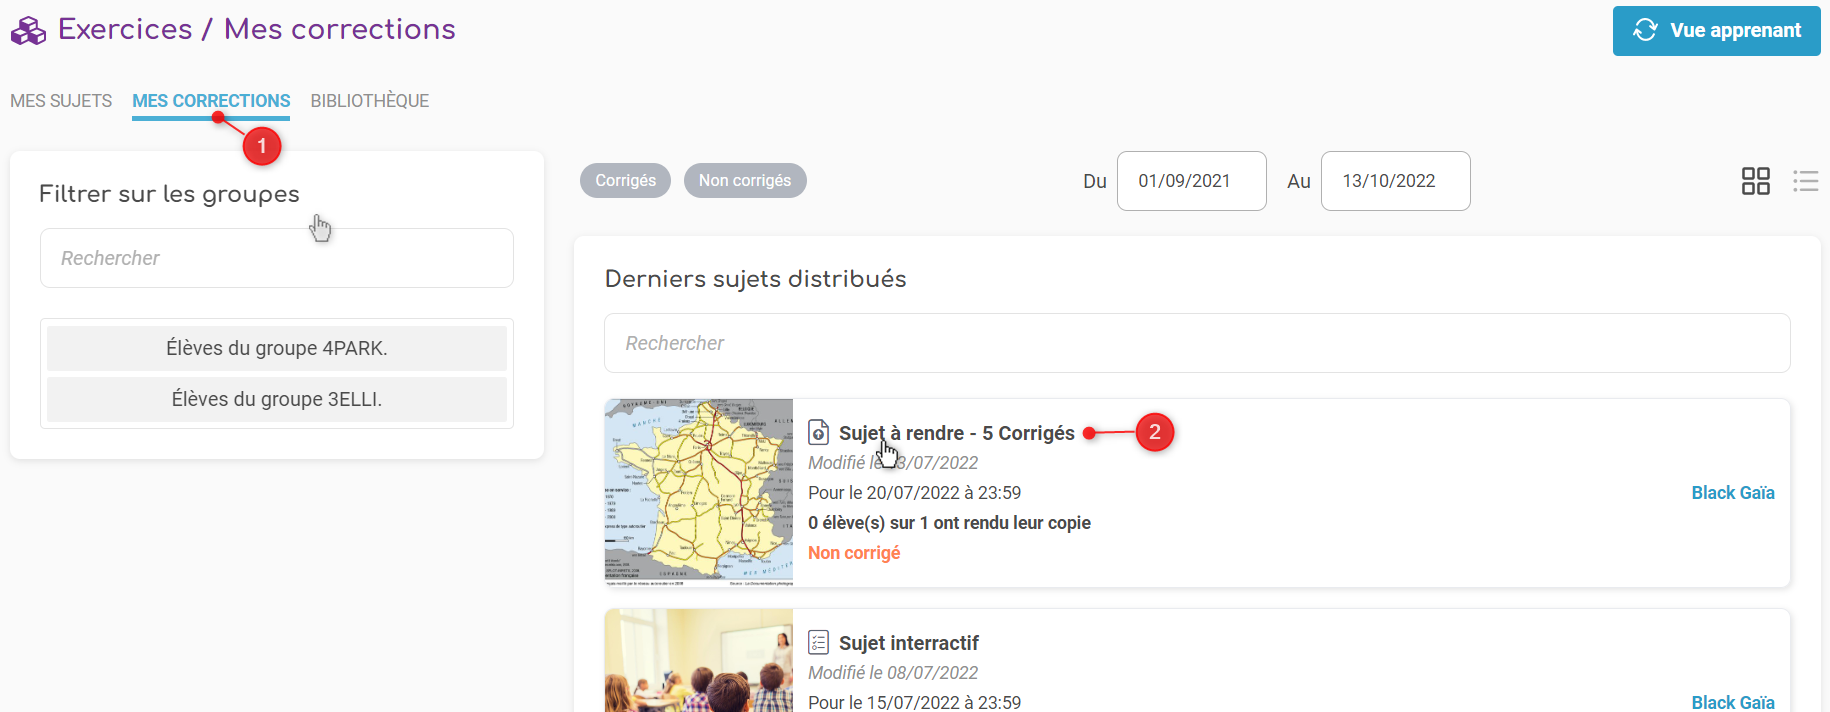 Exercices / Mes corrections
Vue apprenant
MES SUJETS
MES CORRECTIONS
BIBLIOTHÈQUE
1
Filtrer sur les groupes
Rechercher
Élèves du groupe 4PARK.
Élèves du groupe 3ELLI.
Corrigés
Non corrigés
Du
01/09/2021
Au
13/10/2022
Derniers sujets distribués
Rechercher
Sujet à rendre - 5 Corrigés
2
Modifié le 3/07/2022
Pour le 20/07/2022 à 23:59
Black Gaïa
0 élève(s) sur 1 ont rendu leur copie
Non corrigé
Sujet interractif
Modifié le 08/07/2022
Pour le 15/07/2022 à 23:59
Black Gaïa